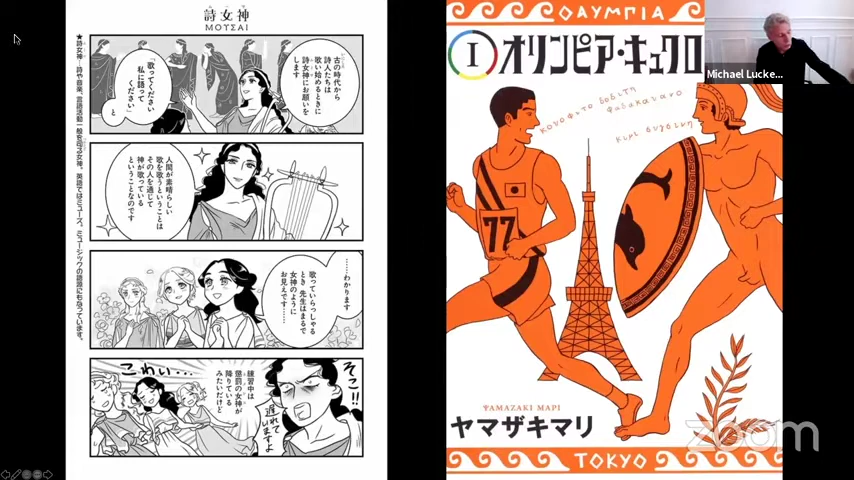 詩女神
ΜΟΥΣΑΙ
古の時代から
詩人たちは
歌い始めるときに
詩女神にお願いを
します
「歌ってください
私に語って
ください」
と
人間が素晴らしい
歌を歌うということは
その人を通じて
神が歌っている
ということなのです
……わかります
歌っていらっしゃる
とき 先生はまるで
女神のように
お見えです……
そこ!!
遅れて
いますよ
練習中は
懲罰の女神が
降りている
みたいだけど
こわい…
★詩女神―詩や音楽、言語活動一般を司る女神。英語ではミューズ。ミュージックの語源にもなっています。
OΛYMΠIA
I オリンピア・キュクロ
77
YAMAZAKI MAPI
ヤマザキマリ
TOKYO
Michael Lucke...
zoom